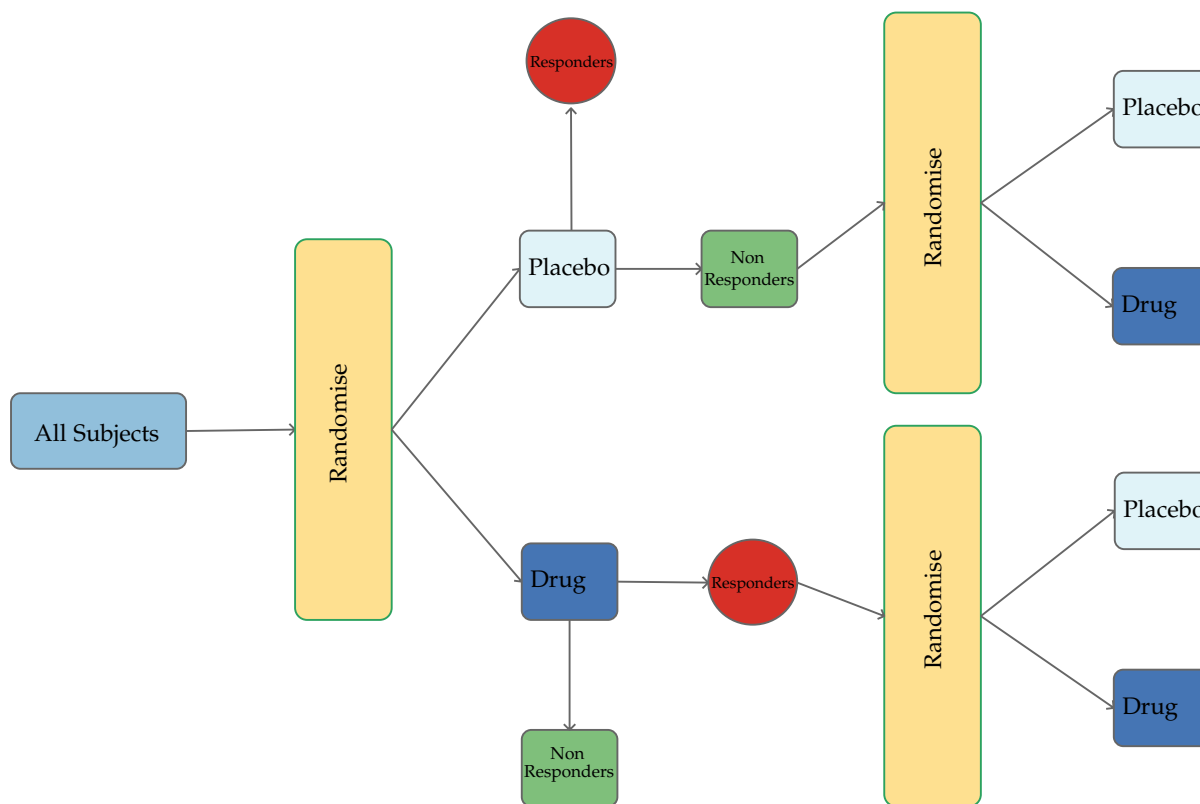 Responders
Placebo
Randomise
Placebo
Non
Responders
Drug
All Subjects
Randomise
Placebo
Drug
Responders
Randomise
Drug
Non
Responders